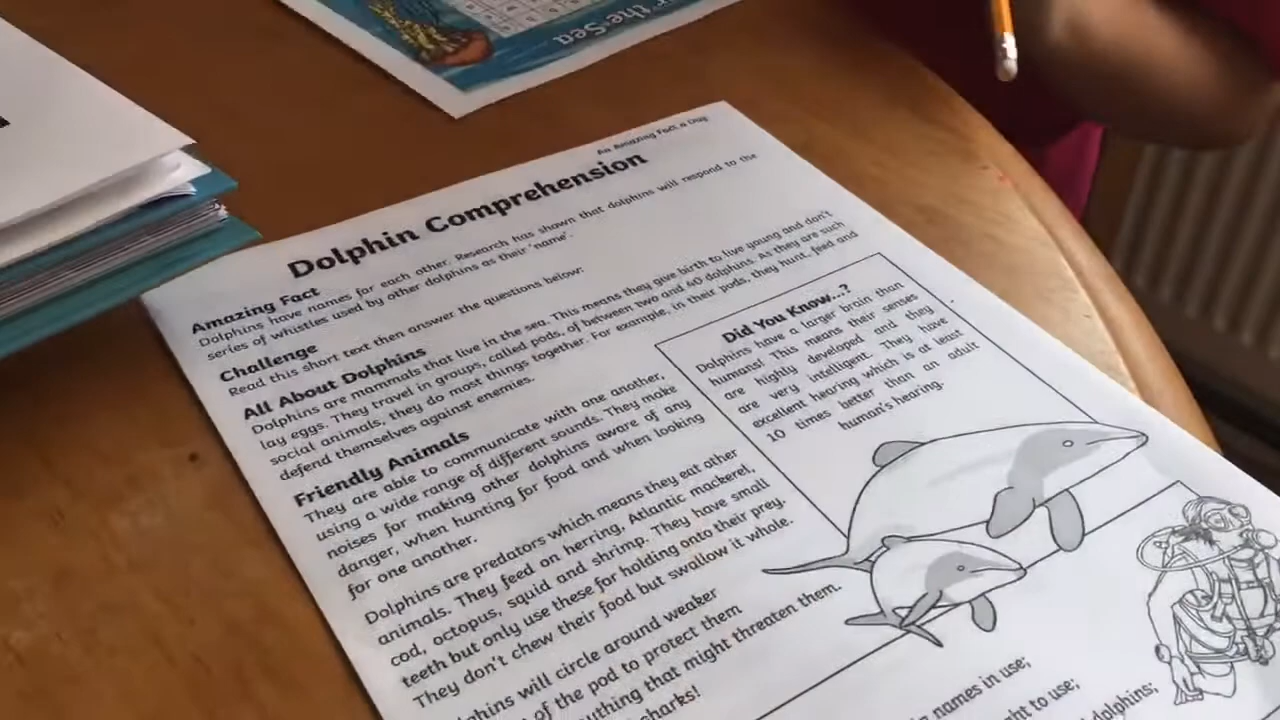 the Sea
An Amazing Fact a Day
Dolphin Comprehension
Amazing Fact
Dolphins have names for each other. Research has shown that dolphins will respond to the
series of whistles used by other dolphins as their 'name'.
Challenge
Read this short text then answer the questions below:
All About Dolphins
Dolphins are mammals that live in the sea. This means they give birth to live young and don't
lay eggs. They travel in groups, called pods, of between two and 40 dolphins. As they are such
social animals, they do most things together. For example, in their pods, they hunt, feed and
defend themselves against enemies.
Friendly Animals
They are able to communicate with one another,
using a wide range of different sounds. They make
noises for making other dolphins aware of any
danger, when hunting for food and when looking
for one another.
Dolphins are predators which means they eat other
animals. They feed on herring, Atlantic mackerel,
cod, octopus, squid and shrimp. They have small
teeth but only use these for holding onto their prey.
They don't chew their food but swallow it whole.
phins will circle around weaker
of the pod to protect them
ything that might threaten them.
sharks!
Did You Know...?
Dolphins have a larger brain than
humans! This means their senses
are highly developed and they
are very intelligent. They have
excellent hearing which is at least
10 times better than an adult
human's hearing.
names in use;
ght to use;
dolphins;